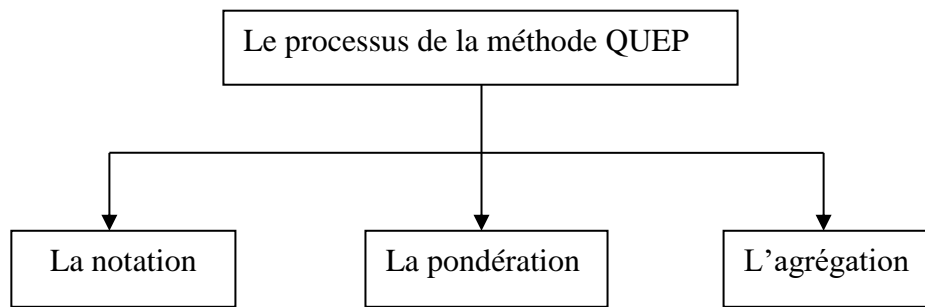 Le processus de la méthode QUEP
La notation
La pondération
L’agrégation